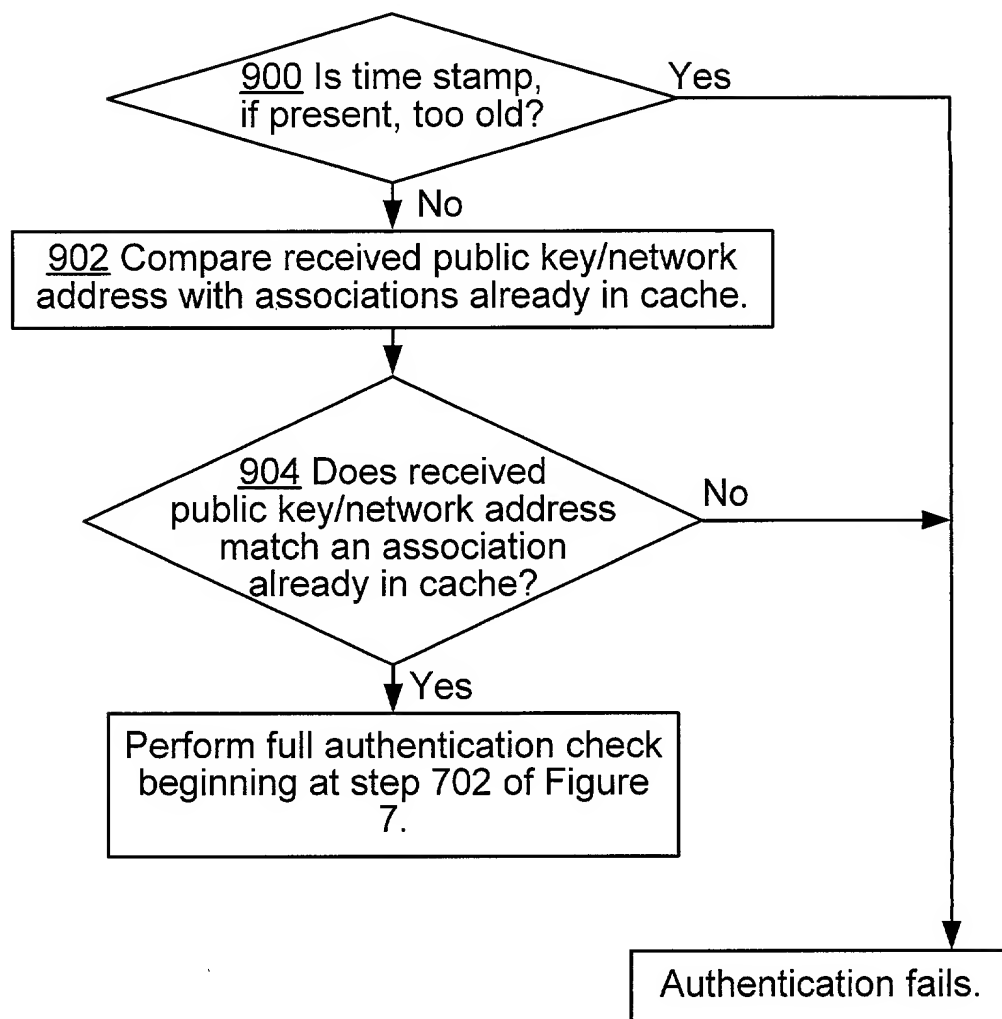 900 Is time stamp,
if present, too old?
Yes
No
902 Compare received public key/network
address with associations already in cache.
904 Does received
public key/network address
match an association
already in cache?
No
Yes
Perform full authentication check
beginning at step 702 of Figure
7.
Authentication fails.